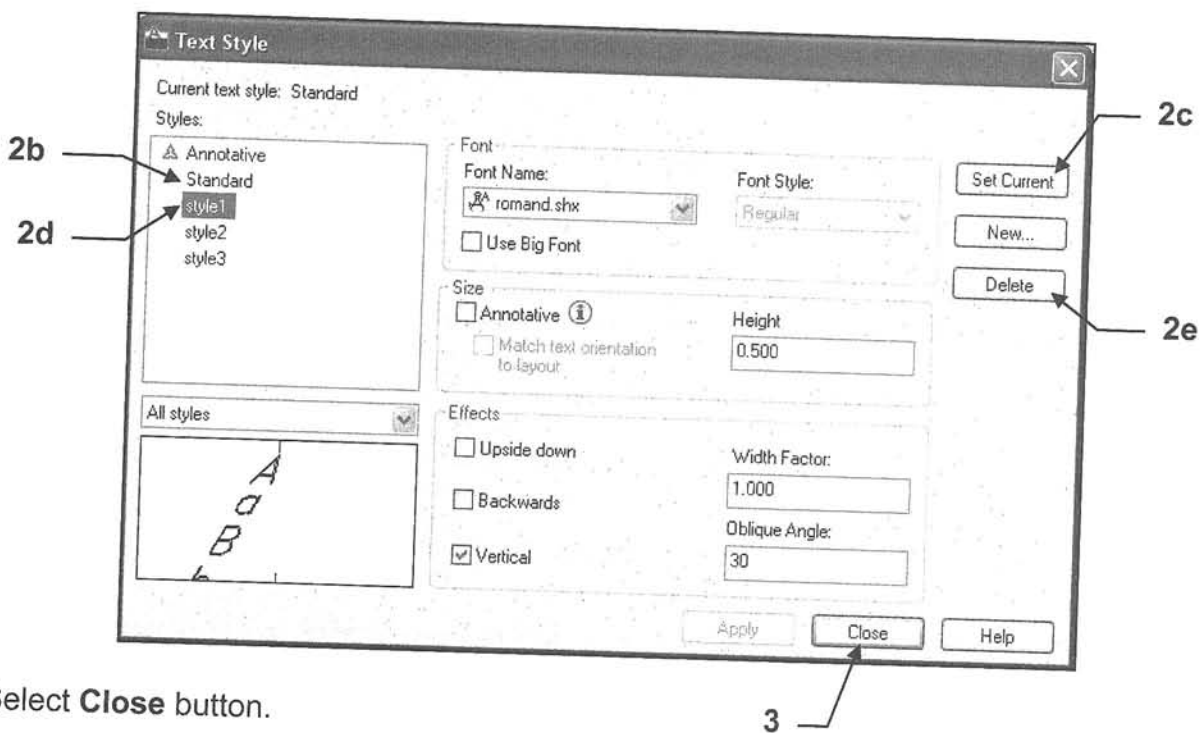 Text Style
Current text style: Standard
Styles:
Annotative
Standard
style1
style2
style3
All styles
A
a
B
Font
Font Name:
romand.shx
Font Style:
Regular
Use Big Font
Size
Annotative
Match text orientation
to layout
Height
0.500
Effects
Upside down
Backwards
Vertical
Width Factor:
1.000
Oblique Angle:
30
Set Current
New...
Delete
Apply
Close
Help
2b
2d
2c
2e
3
elect Close button.